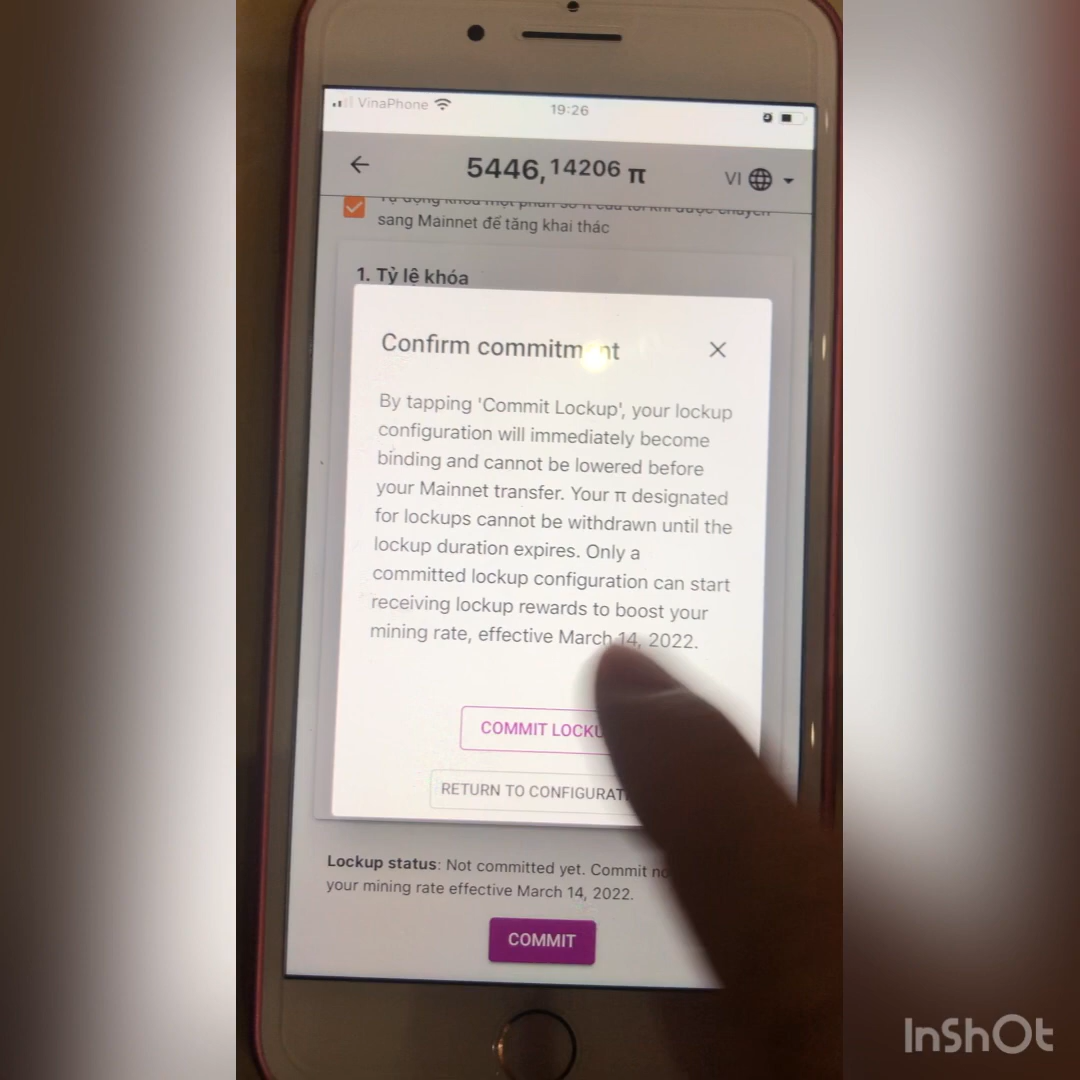 VinaPhone
19:26
5446,14206 π
VI
sang Mainnet để tăng khai thác
1. Tỷ lệ khóa
Confirm commitm nt
By tapping 'Commit Lockup', your lockup
configuration will immediately become
binding and cannot be lowered before
your Mainnet transfer. Your π designated
for lockups cannot be withdrawn until the
lockup duration expires. Only a
committed lockup configuration can start
receiving lockup rewards to boost your
mining rate, effective March 14, 2022.
COMMIT LOCKU
RETURN TO CONFIGURAT
Lockup status: Not committed yet. Commit
your mining rate effective March 14, 2022.
COMMIT
InShOt